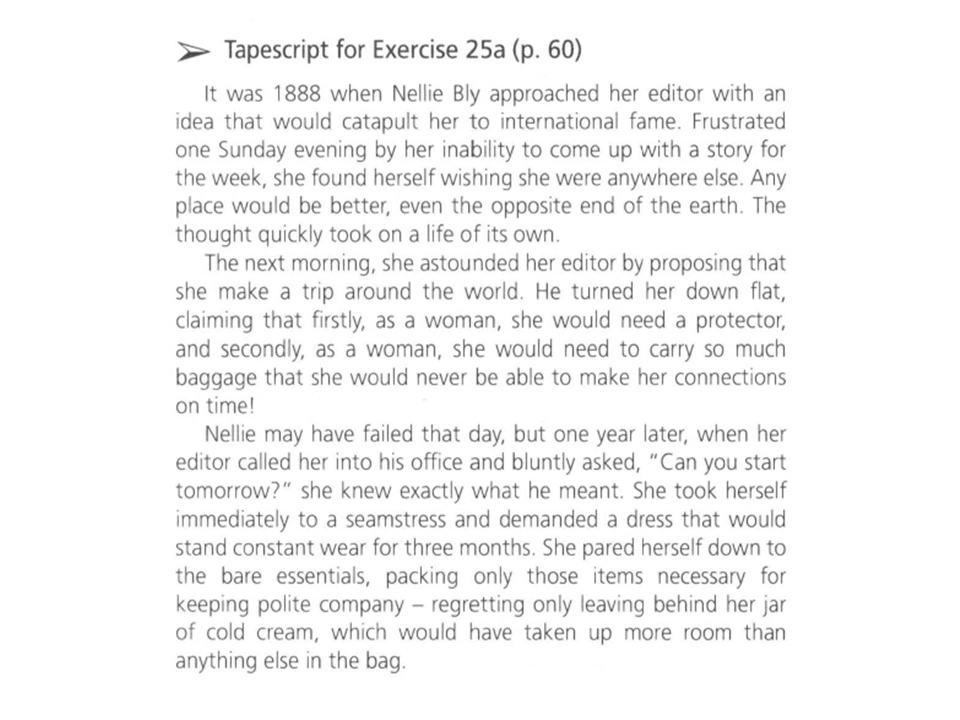 ➢ Tapescript for Exercise 25a (p. 60)
It was 1888 when Nellie Bly approached her editor with an
idea that would catapult her to international fame. Frustrated
one Sunday evening by her inability to come up with a story for
the week, she found herself wishing she were anywhere else. Any
place would be better, even the opposite end of the earth. The
thought quickly took on a life of its own.
The next morning, she astounded her editor by proposing that
she make a trip around the world. He turned her down flat,
claiming that firstly, as a woman, she would need a protector,
and secondly, as a woman, she would need to carry so much
baggage that she would never be able to make her connections
on time!
Nellie may have failed that day, but one year later, when her
editor called her into his office and bluntly asked, "Can you start
tomorrow?" she knew exactly what he meant. She took herself
immediately to a seamstress and demanded a dress that would
stand constant wear for three months. She pared herself down to
the bare essentials, packing only those items necessary for
keeping polite company – regretting only leaving behind her jar
of cold cream, which would have taken up more room than
anything else in the bag.